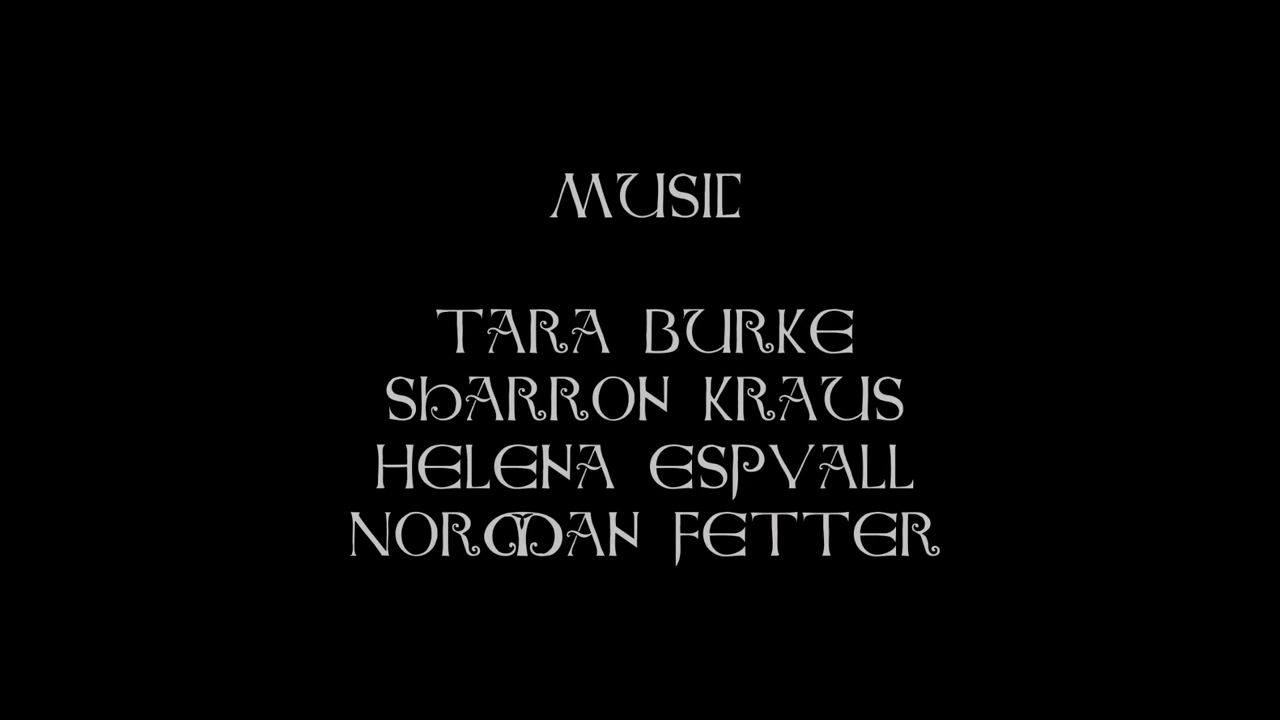 MUSIC
TARA BURKE
SHARRON KRAUS
HELENA ESPVALL
NORMAN FETTER